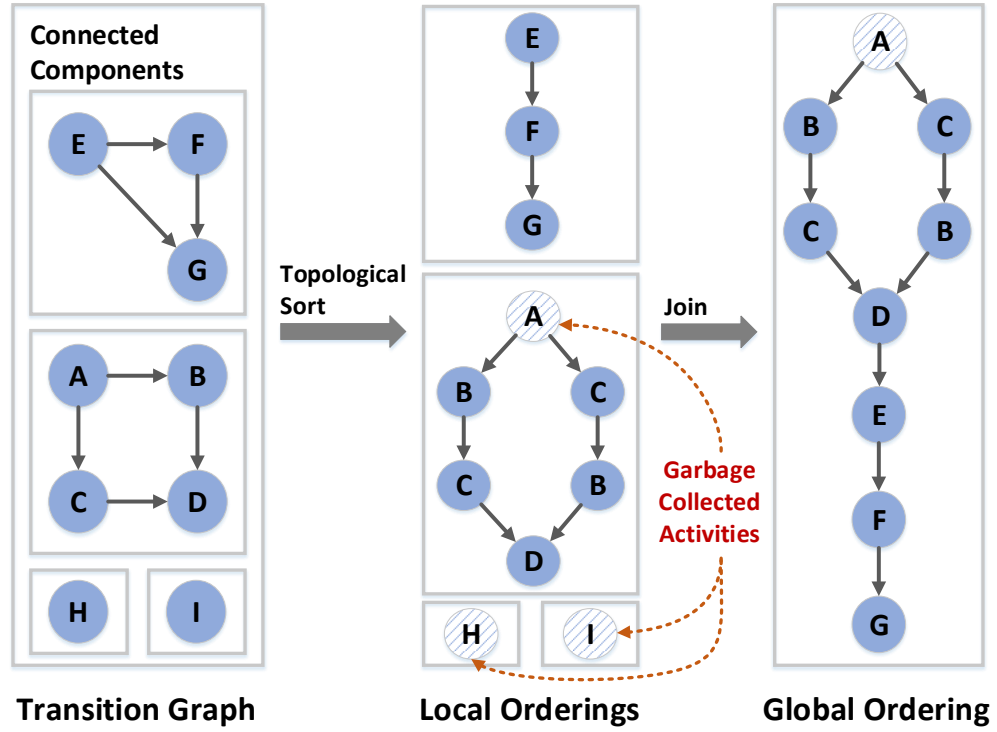 Connected
Components
E
F
G
A
B
C
D
H
I
Transition Graph
Topological
Sort
E
F
G
A
B
C
C
B
D
H
I
Local Orderings
Garbage
Collected
Activities
Join
A
B
C
C
B
D
E
F
G
Global Ordering